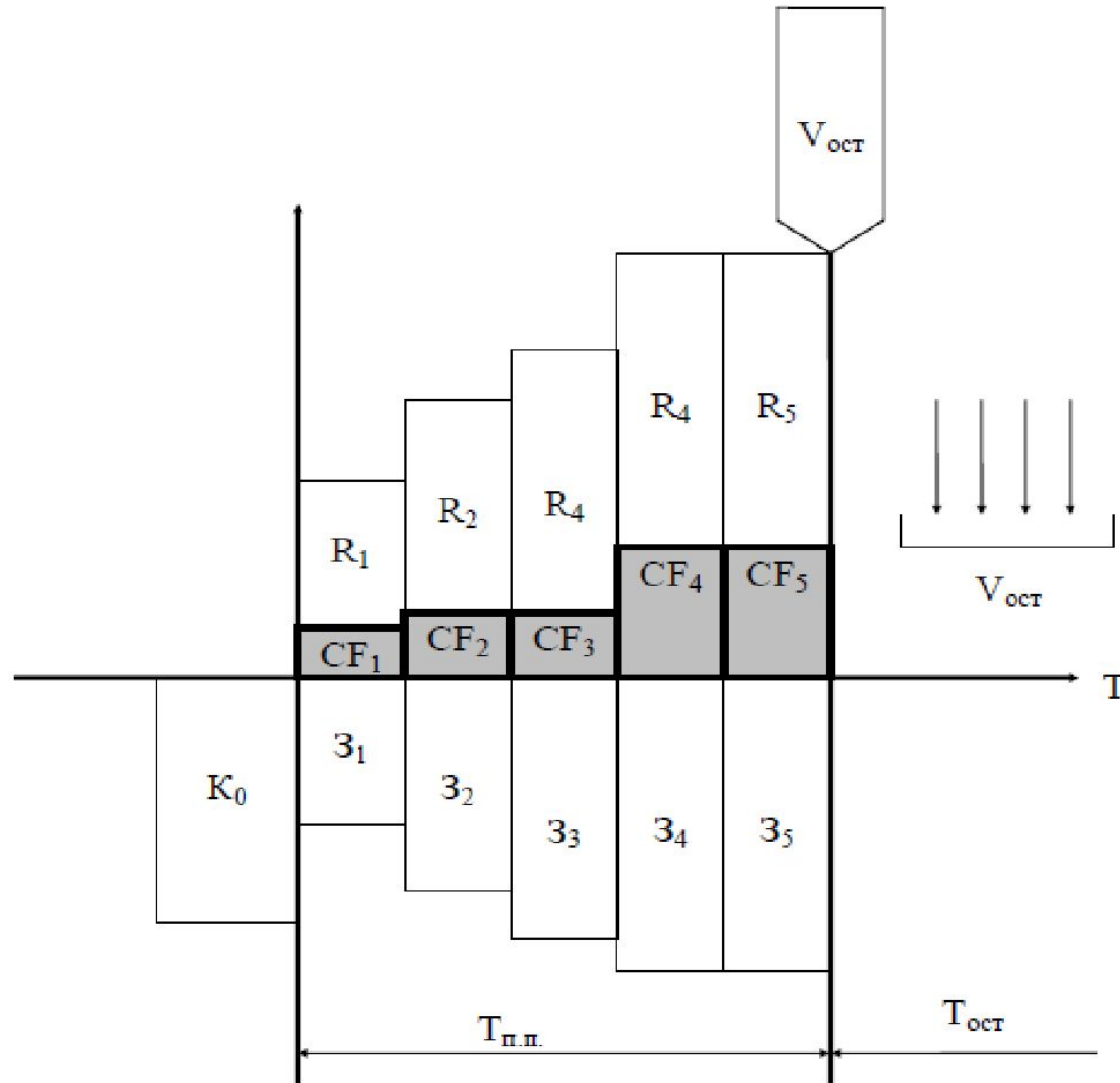 Vост
R₄ R₅
R₂ R₄
R₁
CF₄ CF₅
Vост
CF₁ CF₂ CF₃
T
З₁
K₀ З₂
З₃ З₄ З₅
Tп.п. Tост